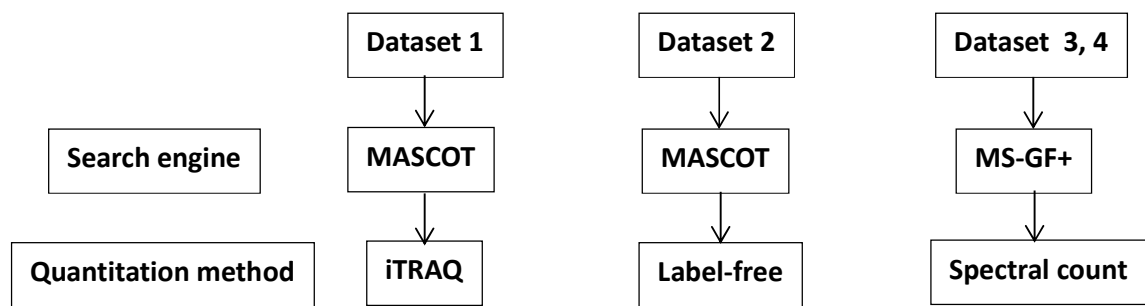 Dataset 1
Dataset 2
Dataset 3, 4
Search engine
MASCOT
MASCOT
MS-GF+
Quantitation method
iTRAQ
Label-free
Spectral count